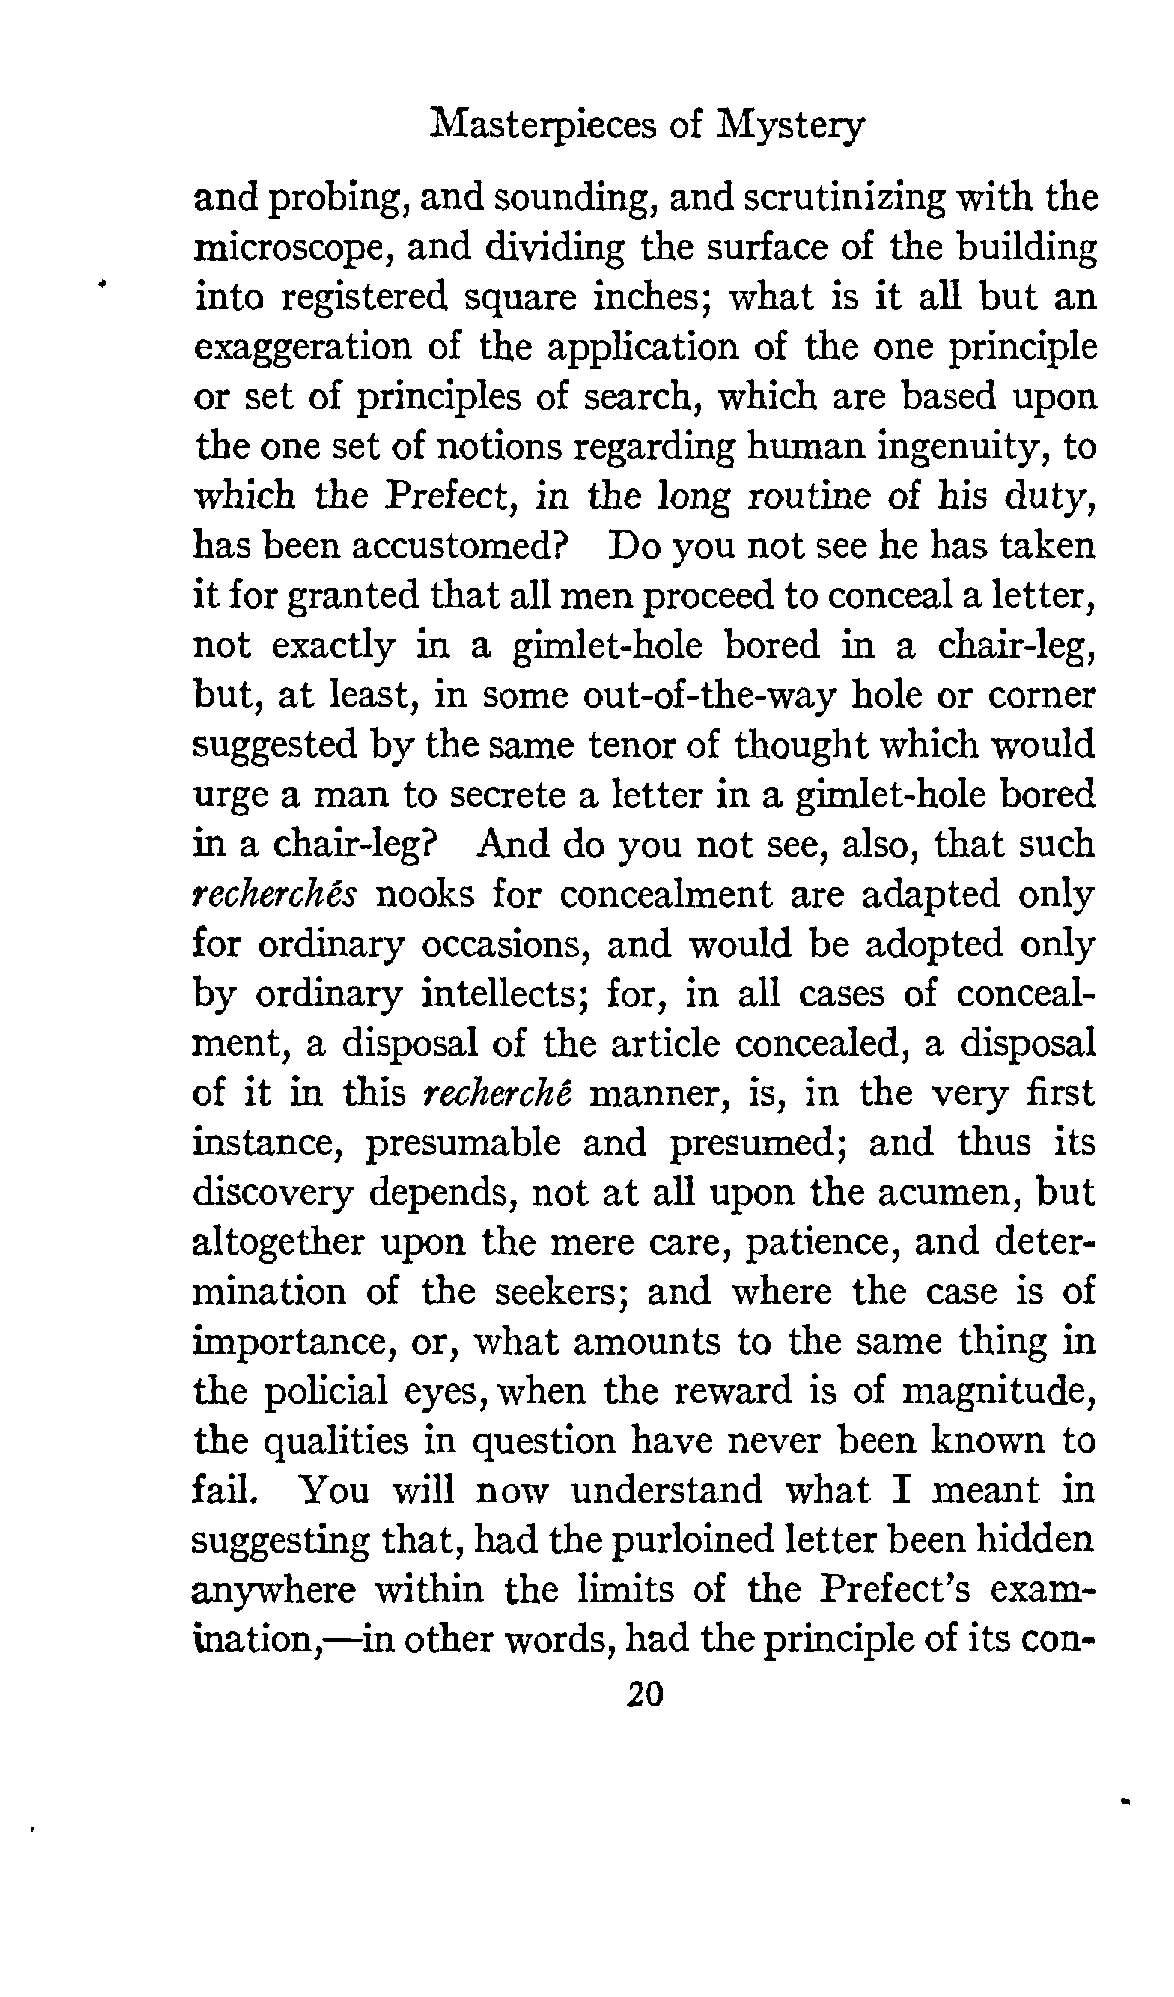 Masterpieces of Mystery
and probing, and sounding, and scrutinizing with the
microscope, and dividing the surface of the building
into registered square inches; what is it all but an
exaggeration of the application of the one principle
or set of principles of search, which are based upon
the one set of notions regarding human ingenuity, to
which the Prefect, in the long routine of his duty,
has been accustomed? Do you not see he has taken
it for granted that all men proceed to conceal a letter,
not exactly in a gimlet-hole bored in a chair-leg,
but, at least, in some out-of-the-way hole or corner
suggested by the same tenor of thought which would
urge a man to secrete a letter in a gimlet-hole bored
in a chair-leg? And do you not see, also, that such
recherchés nooks for concealment are adapted only
for ordinary occasions, and would be adopted only
by ordinary intellects; for, in all cases of conceal-
ment, a disposal of the article concealed, a disposal
of it in this recherché manner, is, in the very first
instance, presumable and presumed; and thus its
discovery depends, not at all upon the acumen, but
altogether upon the mere care, patience, and deter-
mination of the seekers; and where the case is of
importance, or, what amounts to the same thing in
the policial eyes, when the reward is of magnitude,
the qualities in question have never been known to
fail. You will now understand what I meant in
suggesting that, had the purloined letter been hidden
anywhere within the limits of the Prefect's exam-
ination,—in other words, had the principle of its con-
20